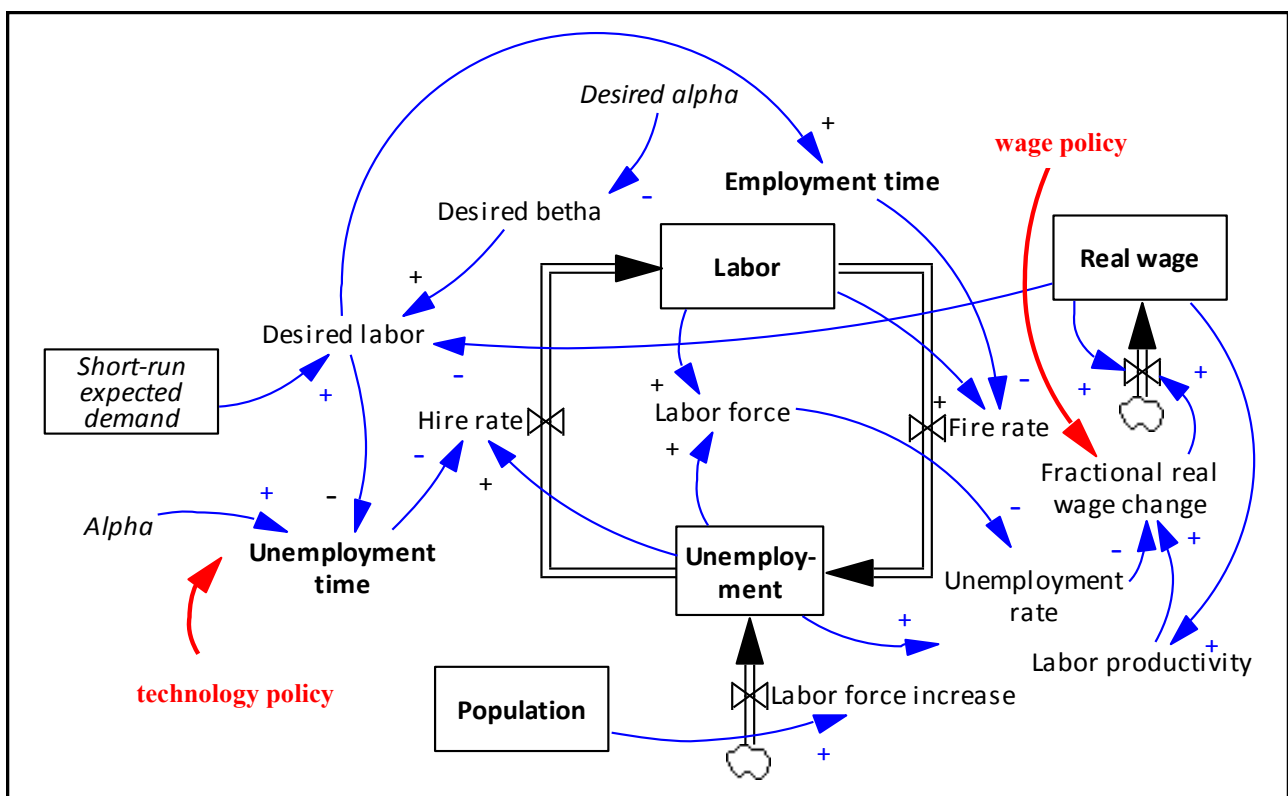 Desired alpha
+
wage policy
Employment time
-
Desired betha
Labor
Real wage
+
Desired labor
-
Short-run
expected
demand
+
+
+
-
+
+
Hire rate
Labor force
Fire rate
-
+
+
Fractional real
wage change
+
-
-
Alpha
Unemployment
time
Unemploy-
ment
-
+
Unemployment
rate
+
+
Labor productivity
technology policy
Population
Labor force increase
+